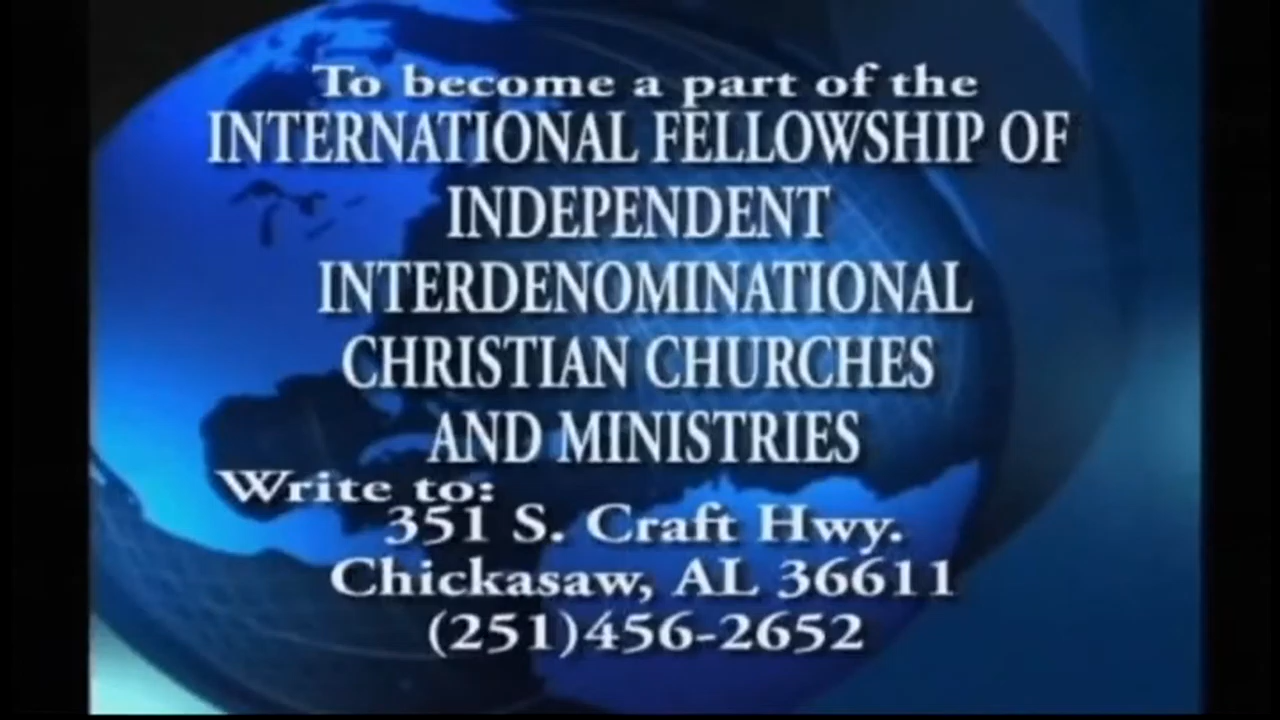 To become a part of the
INTERNATIONAL FELLOWSHIP OF
INDEPENDENT
INTERDENOMINATIONAL
CHRISTIAN CHURCHES
AND MINISTRIES
Write to:
351 S. Craft Hwy.
Chickasaw, AL 36611
(251)456-2652